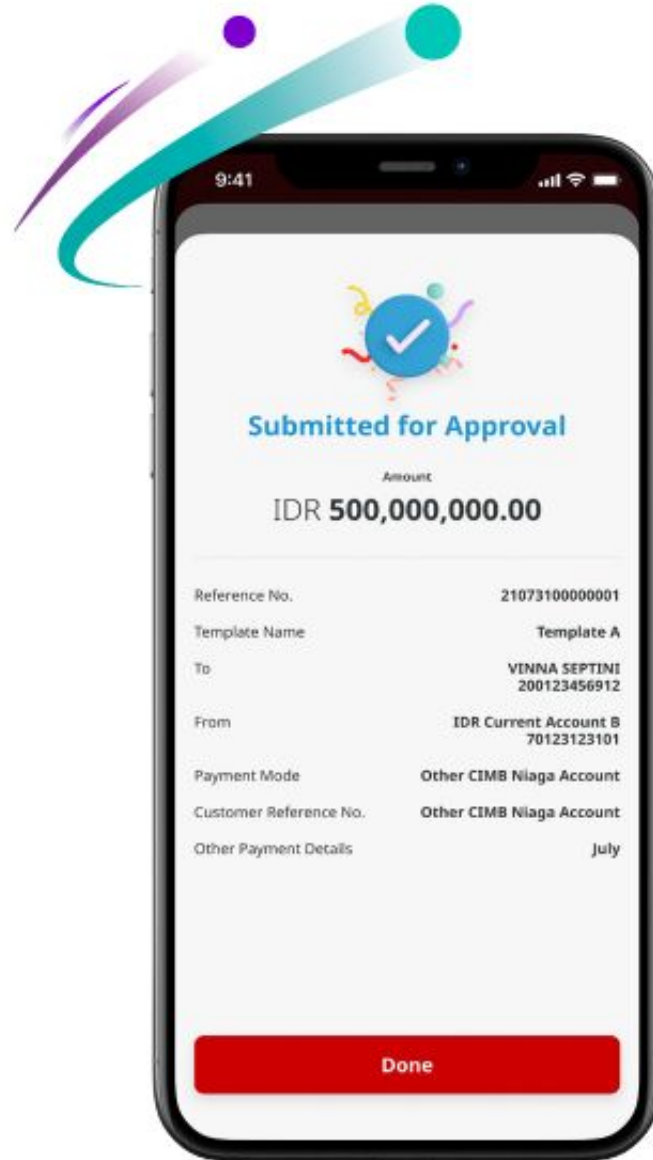 9:41
Submitted for Approval
Amount
IDR 500,000,000.00
Reference No. 21073100000001
Template Name Template A
To VINNA SEPTINI
200123456912
From IDR Current Account B
70123123101
Payment Mode Other CIMB Niaga Account
Customer Reference No. Other CIMB Niaga Account
Other Payment Details July
Done